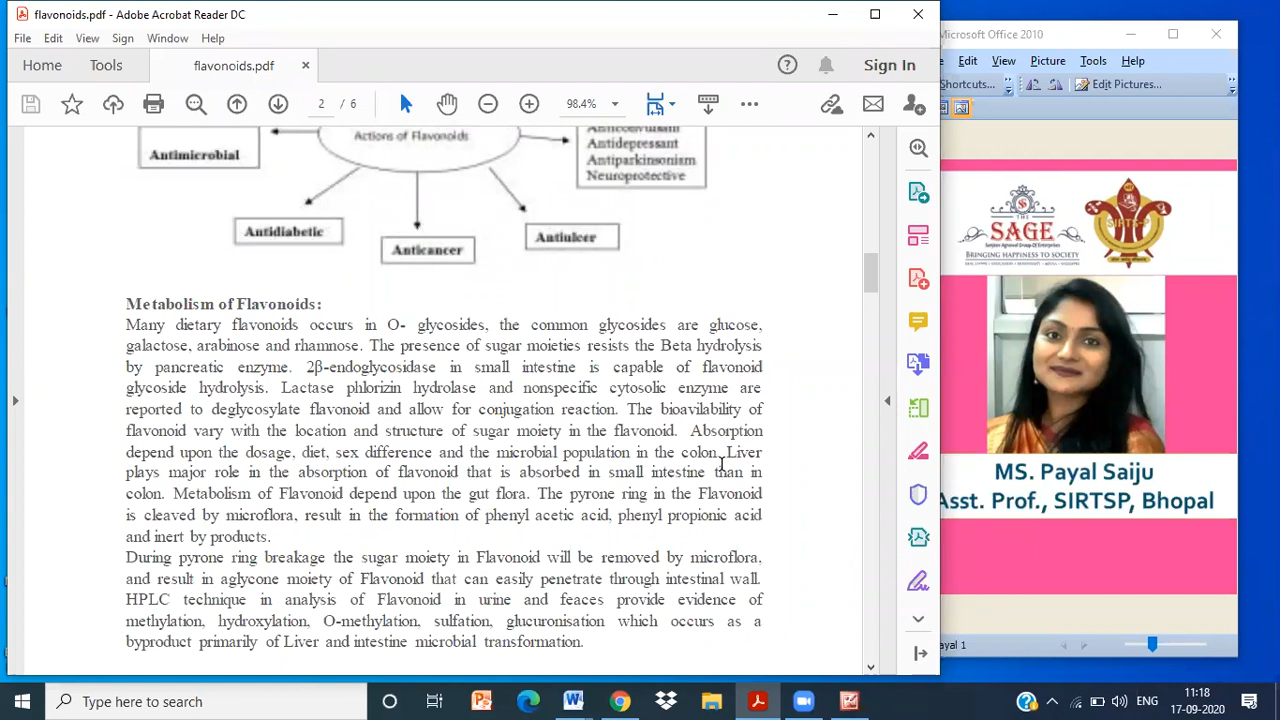 flavonoids.pdf - Adobe Acrobat Reader DC
File Edit View Sign Window Help
Home Tools flavonoids.pdf × Sign In
2 / 6 98.4%
Actions of Flavonoids
Antimicrobial
Anticonvulsant
Antidepressant
Antiparkinsonism
Neuroprotective
Antidiabetic
Anticancer
Antiulcer
Metabolism of Flavonoids:
Many dietary flavonoids occurs in O- glycosides, the common glycosides are glucose,
galactose, arabinose and rhamnose. The presence of sugar moieties resists the Beta hydrolysis
by pancreatic enzyme. 2β-endoglycosidase in small intestine is capable of flavonoid
glycoside hydrolysis. Lactase phlorizin hydrolase and nonspecific cytosolic enzyme are
reported to deglycosylate flavonoid and allow for conjugation reaction. The bioavilability of
flavonoid vary with the location and structure of sugar moiety in the flavonoid. Absorption
depend upon the dosage, diet, sex difference and the microbial population in the colon. Liver
plays major role in the absorption of flavonoid that is absorbed in small intestine than in
colon. Metabolism of Flavonoid depend upon the gut flora. The pyrone ring in the Flavonoid
is cleaved by microflora, result in the formation of phenyl acetic acid, phenyl propionic acid
and inert by products.
During pyrone ring breakage the sugar moiety in Flavonoid will be removed by microflora,
and result in aglycone moiety of Flavonoid that can easily penetrate through intestinal wall.
HPLC technique in analysis of Flavonoid in urine and feaces provide evidence of
methylation, hydroxylation, O-methylation, sulfation, glucuronisation which occurs as a
byproduct primarily of Liver and intestine microbial transformation.
Microsoft Office 2010
Edit View Picture Tools Help
Shortcuts... Edit Pictures...
THE
SAGE
BRINGING HAPPINESS TO SOCIETY
SIRTS-P
MS. Payal Saiju
Asst. Prof., SIRTSP, Bhopal
payal 1
Type here to search
ENG
11:18
17-09-2020